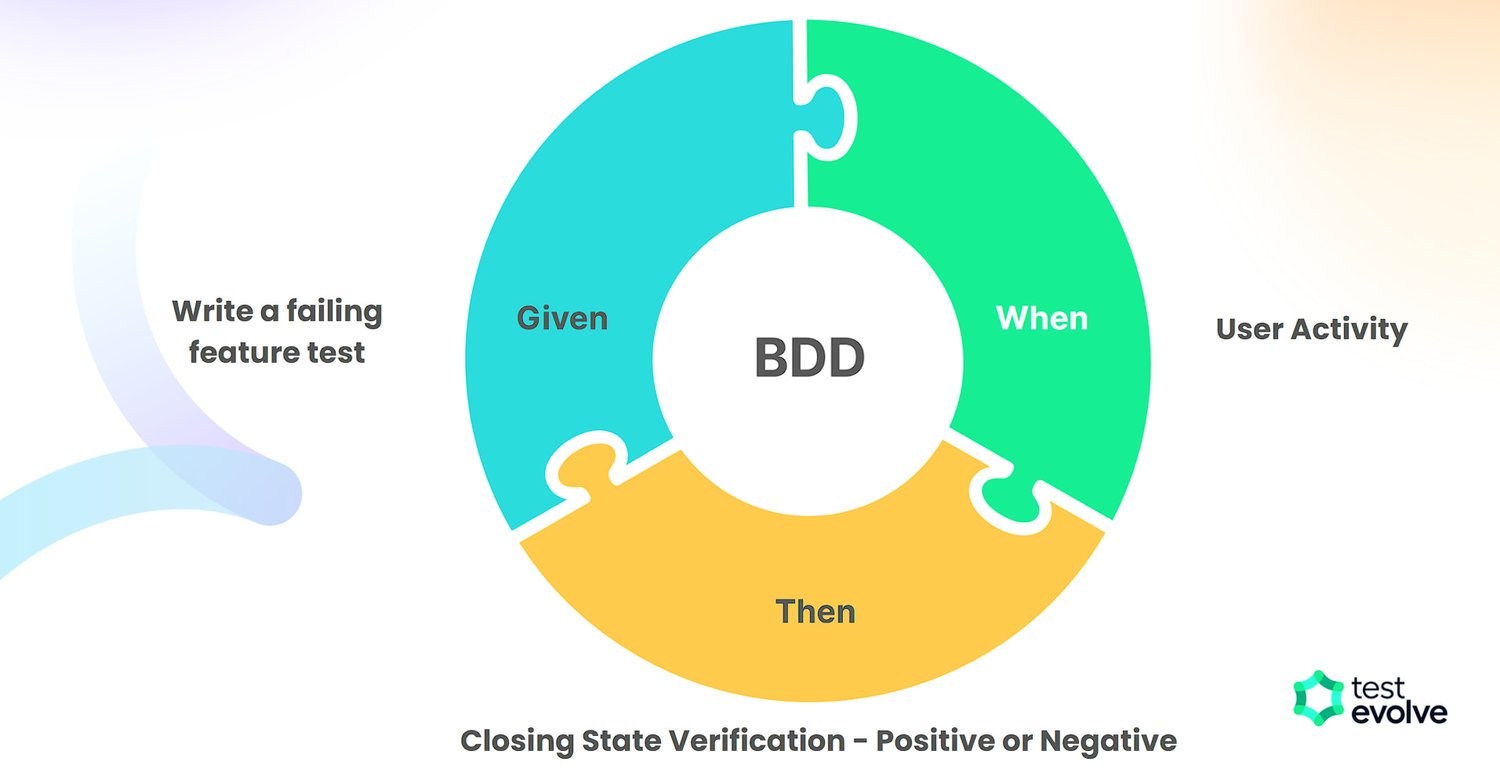 Write a failing
feature test
Given
BDD
When
User Activity
Then
Closing State Verification - Positive or Negative
test
evolve